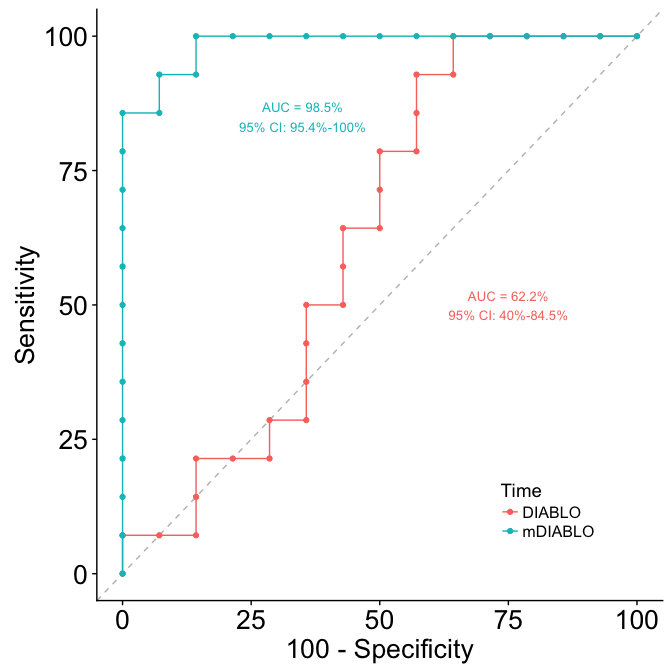 100
75
50
25
0
Sensitivity
AUC = 98.5%
95% CI: 95.4%-100%
AUC = 62.2%
95% CI: 40%-84.5%
Time
DIABLO
mDIABLO
0 25 50 75 100
100 - Specificity